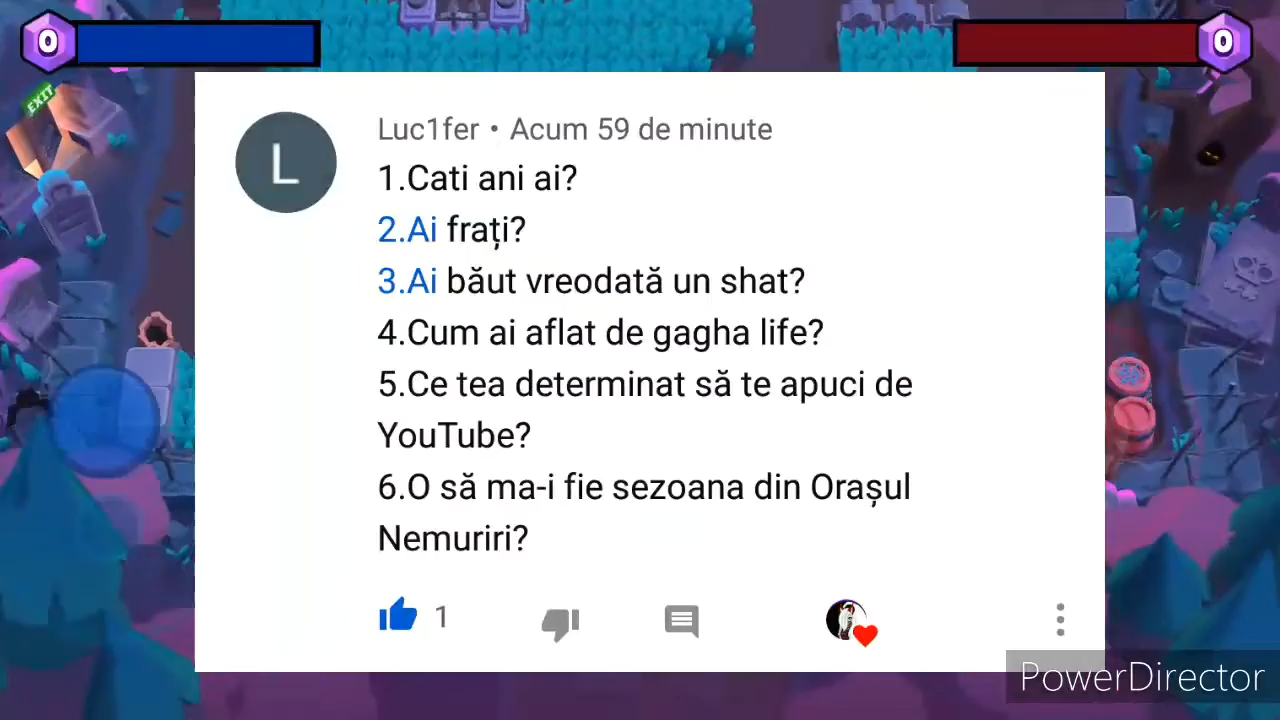 0
0
EXIT
L
Luc1fer • Acum 59 de minute
1.Cati ani ai?
2.Ai frați?
3.Ai băut vreodată un shat?
4.Cum ai aflat de gagha life?
5.Ce tea determinat să te apuci de
YouTube?
6.O să ma-i fie sezoana din Orașul
Nemuriri?
1
PowerDirector